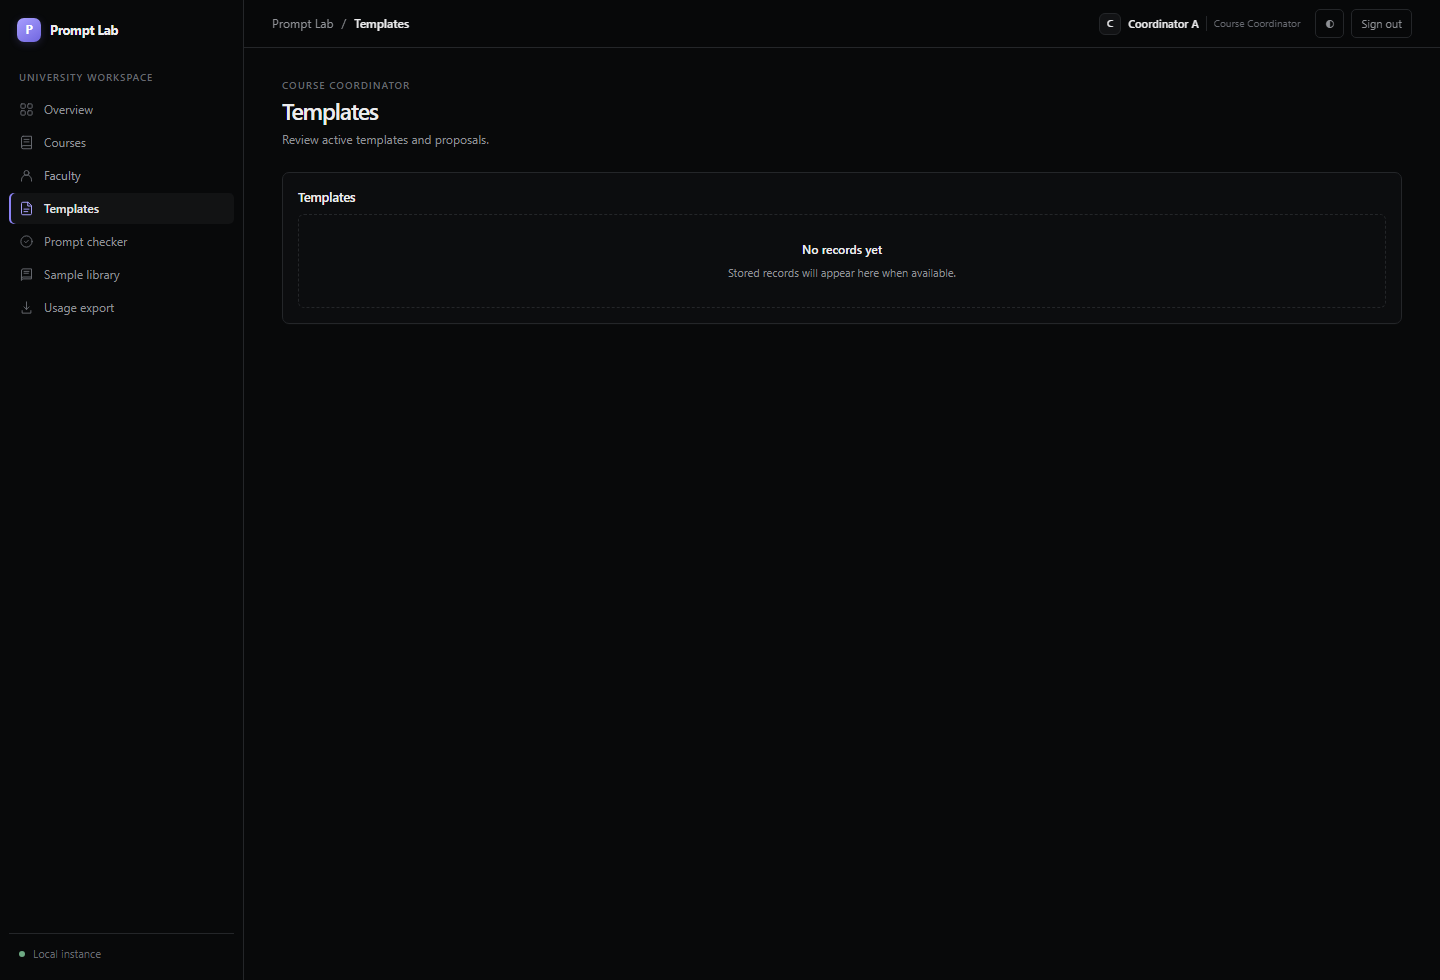 P Prompt Lab
Prompt Lab / Templates
C Coordinator A Course Coordinator Sign out
UNIVERSITY WORKSPACE
Overview
Courses
Faculty
Templates
Prompt checker
Sample library
Usage export
COURSE COORDINATOR
Templates
Review active templates and proposals.
Templates
No records yet
Stored records will appear here when available.
Local instance